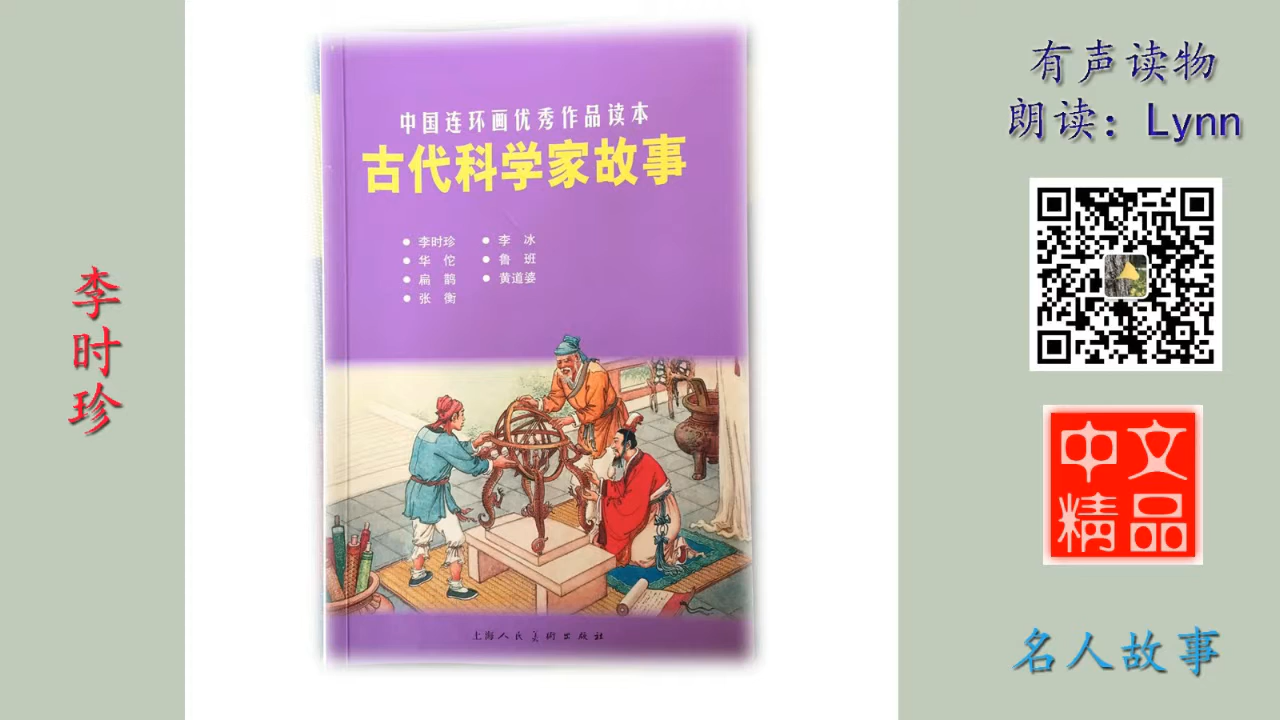 李时珍
中国连环画优秀作品读本
古代科学家故事
● 李时珍
● 华 佗
● 扁 鹊
● 张 衡
● 李 冰
● 鲁 班
● 黄道婆
上海人民美术出版社
有声读物
朗读：Lynn
中文
精品
名人故事